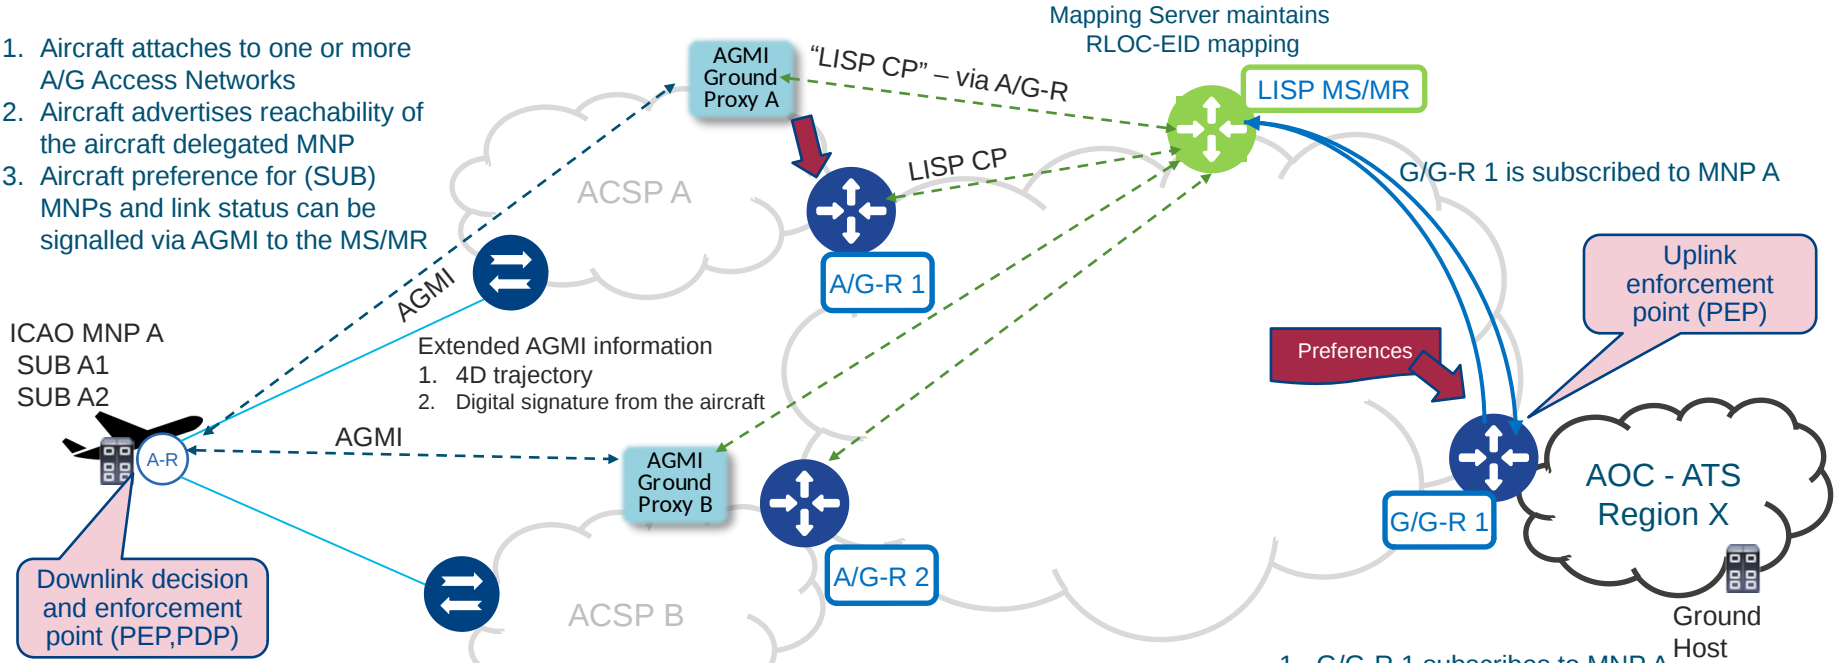 1. Aircraft attaches to one or more
A/G Access Networks
2. Aircraft advertises reachability of
the aircraft delegated MNP
3. Aircraft preference for (SUB)
MNPs and link status can be
signalled via AGMI to the MS/MR
AGMI
Ground
Proxy A
"LISP CP" – via A/G-R
Mapping Server maintains
RLOC-EID mapping
LISP MS/MR
LISP CP
ACSP A
A/G-R 1
G/G-R 1 is subscribed to MNP A
Uplink
enforcement
point (PEP)
AGMI
ICAO MNP A
SUB A1
SUB A2
Extended AGMI information
1. 4D trajectory
2. Digital signature from the aircraft
Preferences
A-R
AGMI
AGMI
Ground
Proxy B
AOC - ATS
Region X
G/G-R 1
Downlink decision
and enforcement
point (PEP,PDP)
A/G-R 2
ACSP B
Ground
Host
1. G/G-R 1 subscribes to MNP A